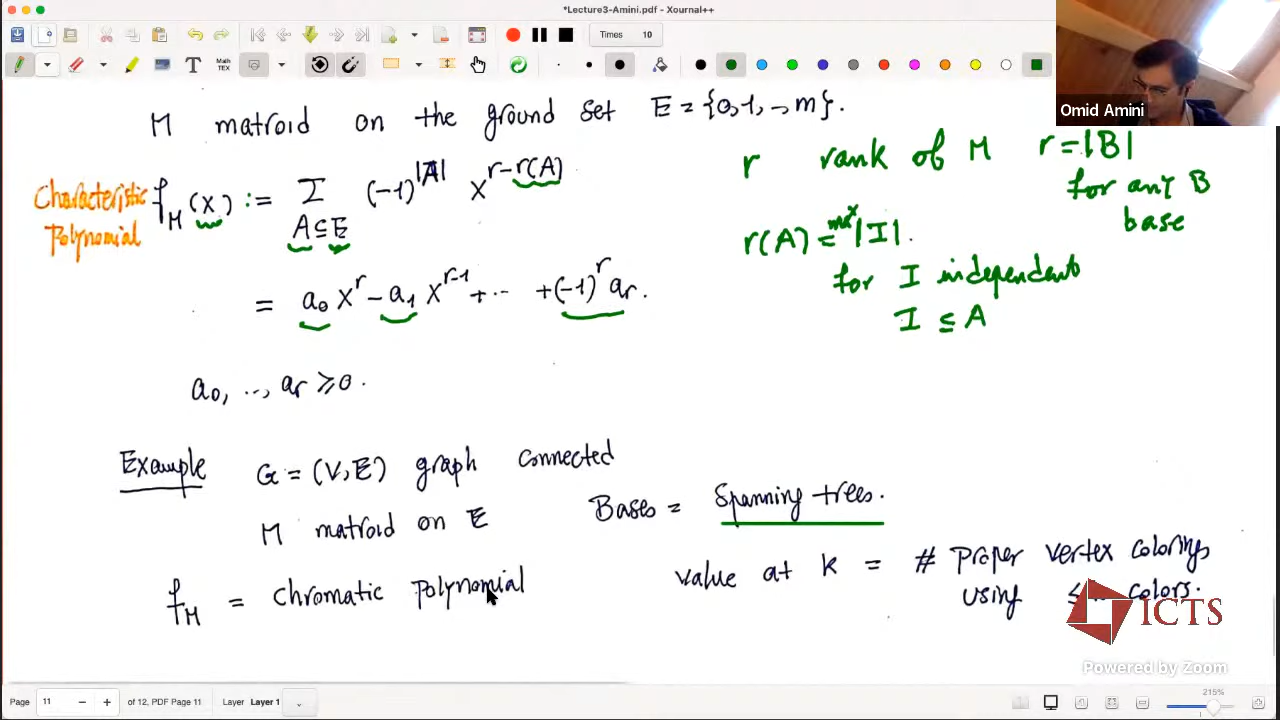 *Lecture3-Amini.pdf - Xournal++
Times 10
Math TEX
Omid Amini
M matroid on the ground set E = {0,1, .., m}.
Characteristic Polynomial
f_M(X) := Σ_{A⊆E} (-1)^{|A|} X^{r-r(A)}
= a_0 X^r - a_1 X^{r-1} + ... + (-1)^r a_r.
r rank of M r = |B|
for any B
base
r(A) = max |I|.
for I independent
I ⊆ A
a_0, .., a_r ≥ 0.
Example G = (V, E) graph connected
M matroid on E Bases = Spanning trees.
f_M = chromatic polynomial value at k = # proper vertex colorings
using ≤ colors.
ICTS
Powered by Zoom
Page 11 of 12, PDF Page 11 Layer Layer 1 215%